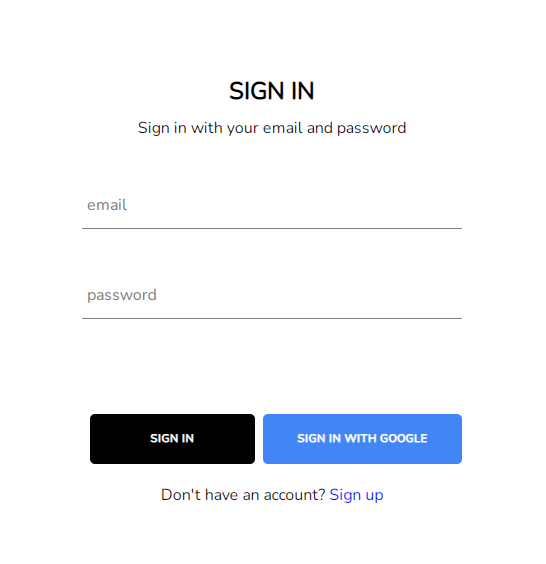 SIGN IN
Sign in with your email and password
email
password
SIGN IN
SIGN IN WITH GOOGLE
Don't have an account? Sign up